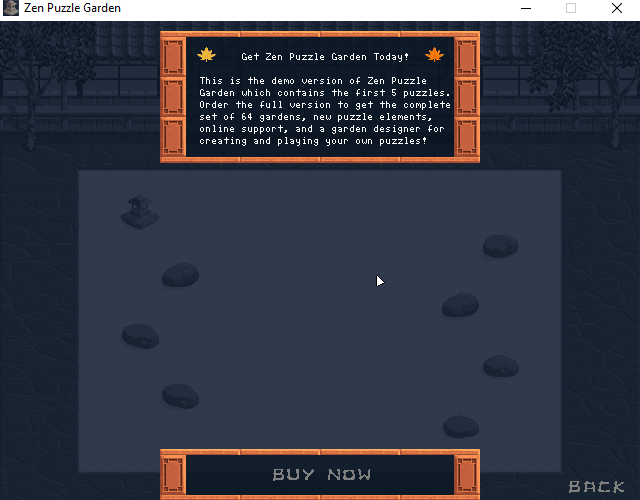 Zen Puzzle Garden
Get Zen Puzzle Garden Today!
This is the demo version of Zen Puzzle
Garden which contains the first 5 puzzles.
Order the full version to get the complete
set of 64 gardens, new puzzle elements,
online support, and a garden designer for
creating and playing your own puzzles!
BUY NOW
BACK